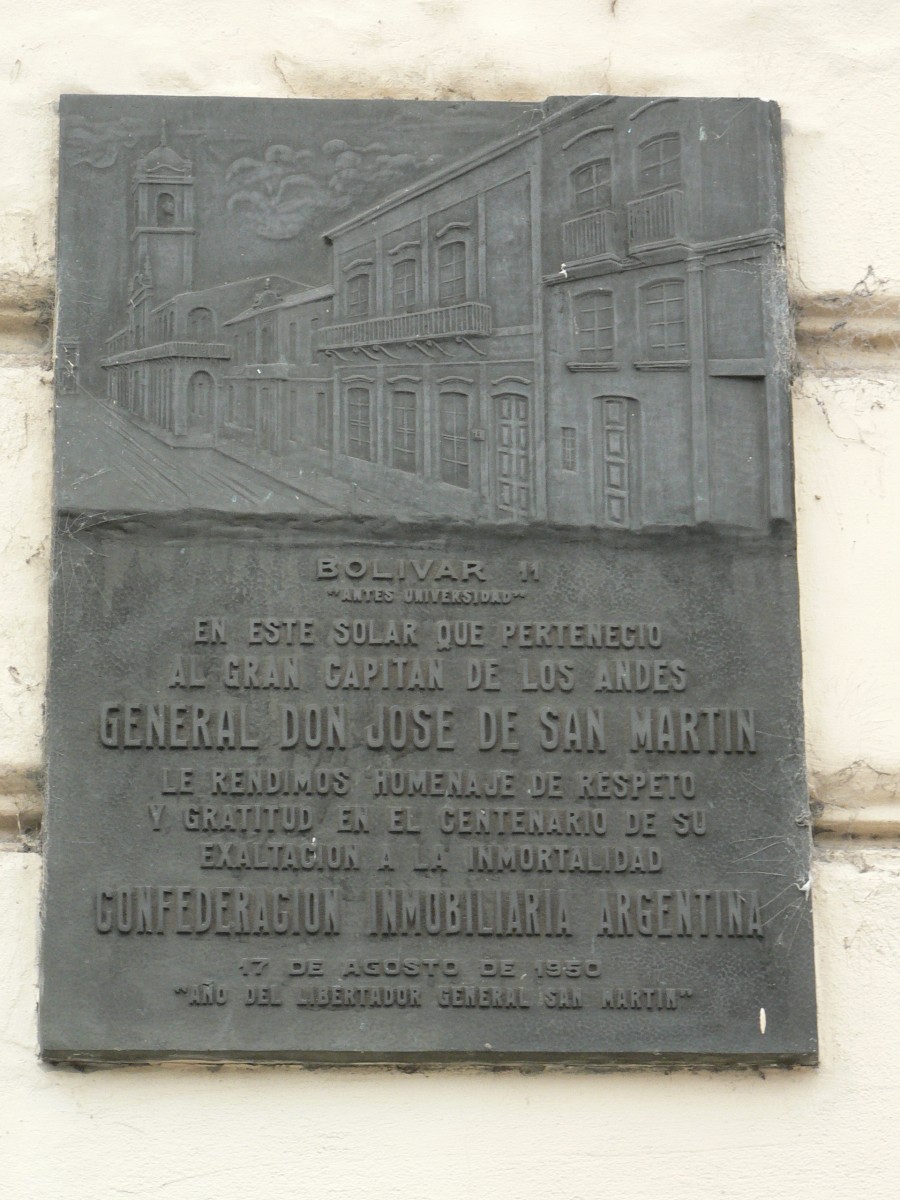 BOLIVAR 11
"ANTES UNIVERSIDAD"
EN ESTE SOLAR QUE PERTENECIO
AL GRAN CAPITAN DE LOS ANDES
GENERAL DON JOSE DE SAN MARTIN
LE RENDIMOS HOMENAJE DE RESPETO
Y GRATITUD EN EL CENTENARIO DE SU
EXALTACION A LA INMORTALIDAD
CONFEDERACION INMOBILIARIA ARGENTINA
17 DE AGOSTO DE 1950
"AÑO DEL LIBERTADOR GENERAL SAN MARTIN"